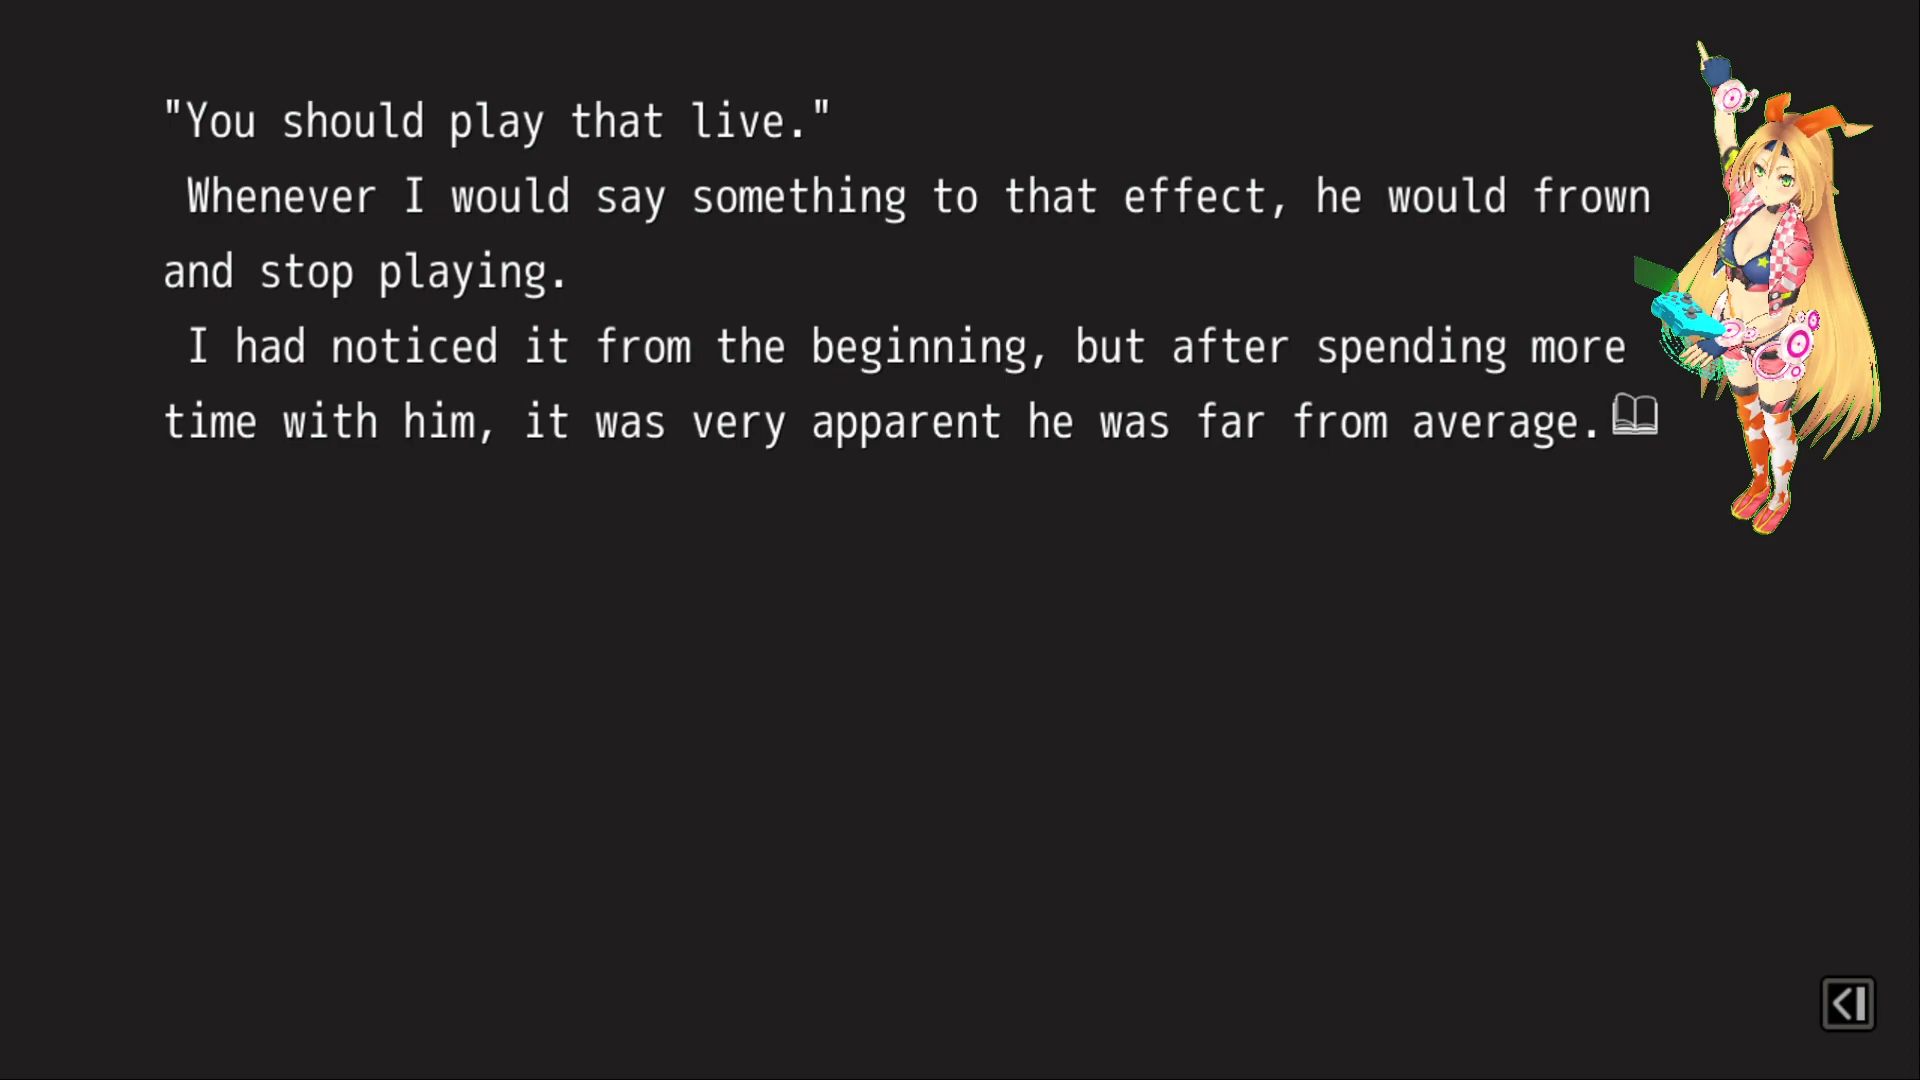 "You should play that live."
Whenever I would say something to that effect, he would frown
and stop playing.
I had noticed it from the beginning, but after spending more
time with him, it was very apparent he was far from average.